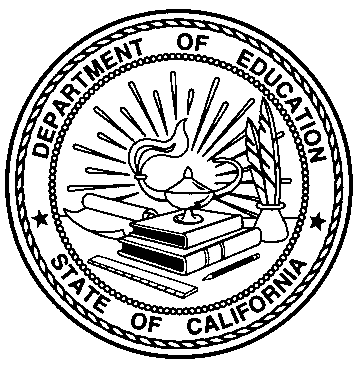 DEPARTMENT OF EDUCATION
STATE OF CALIFORNIA